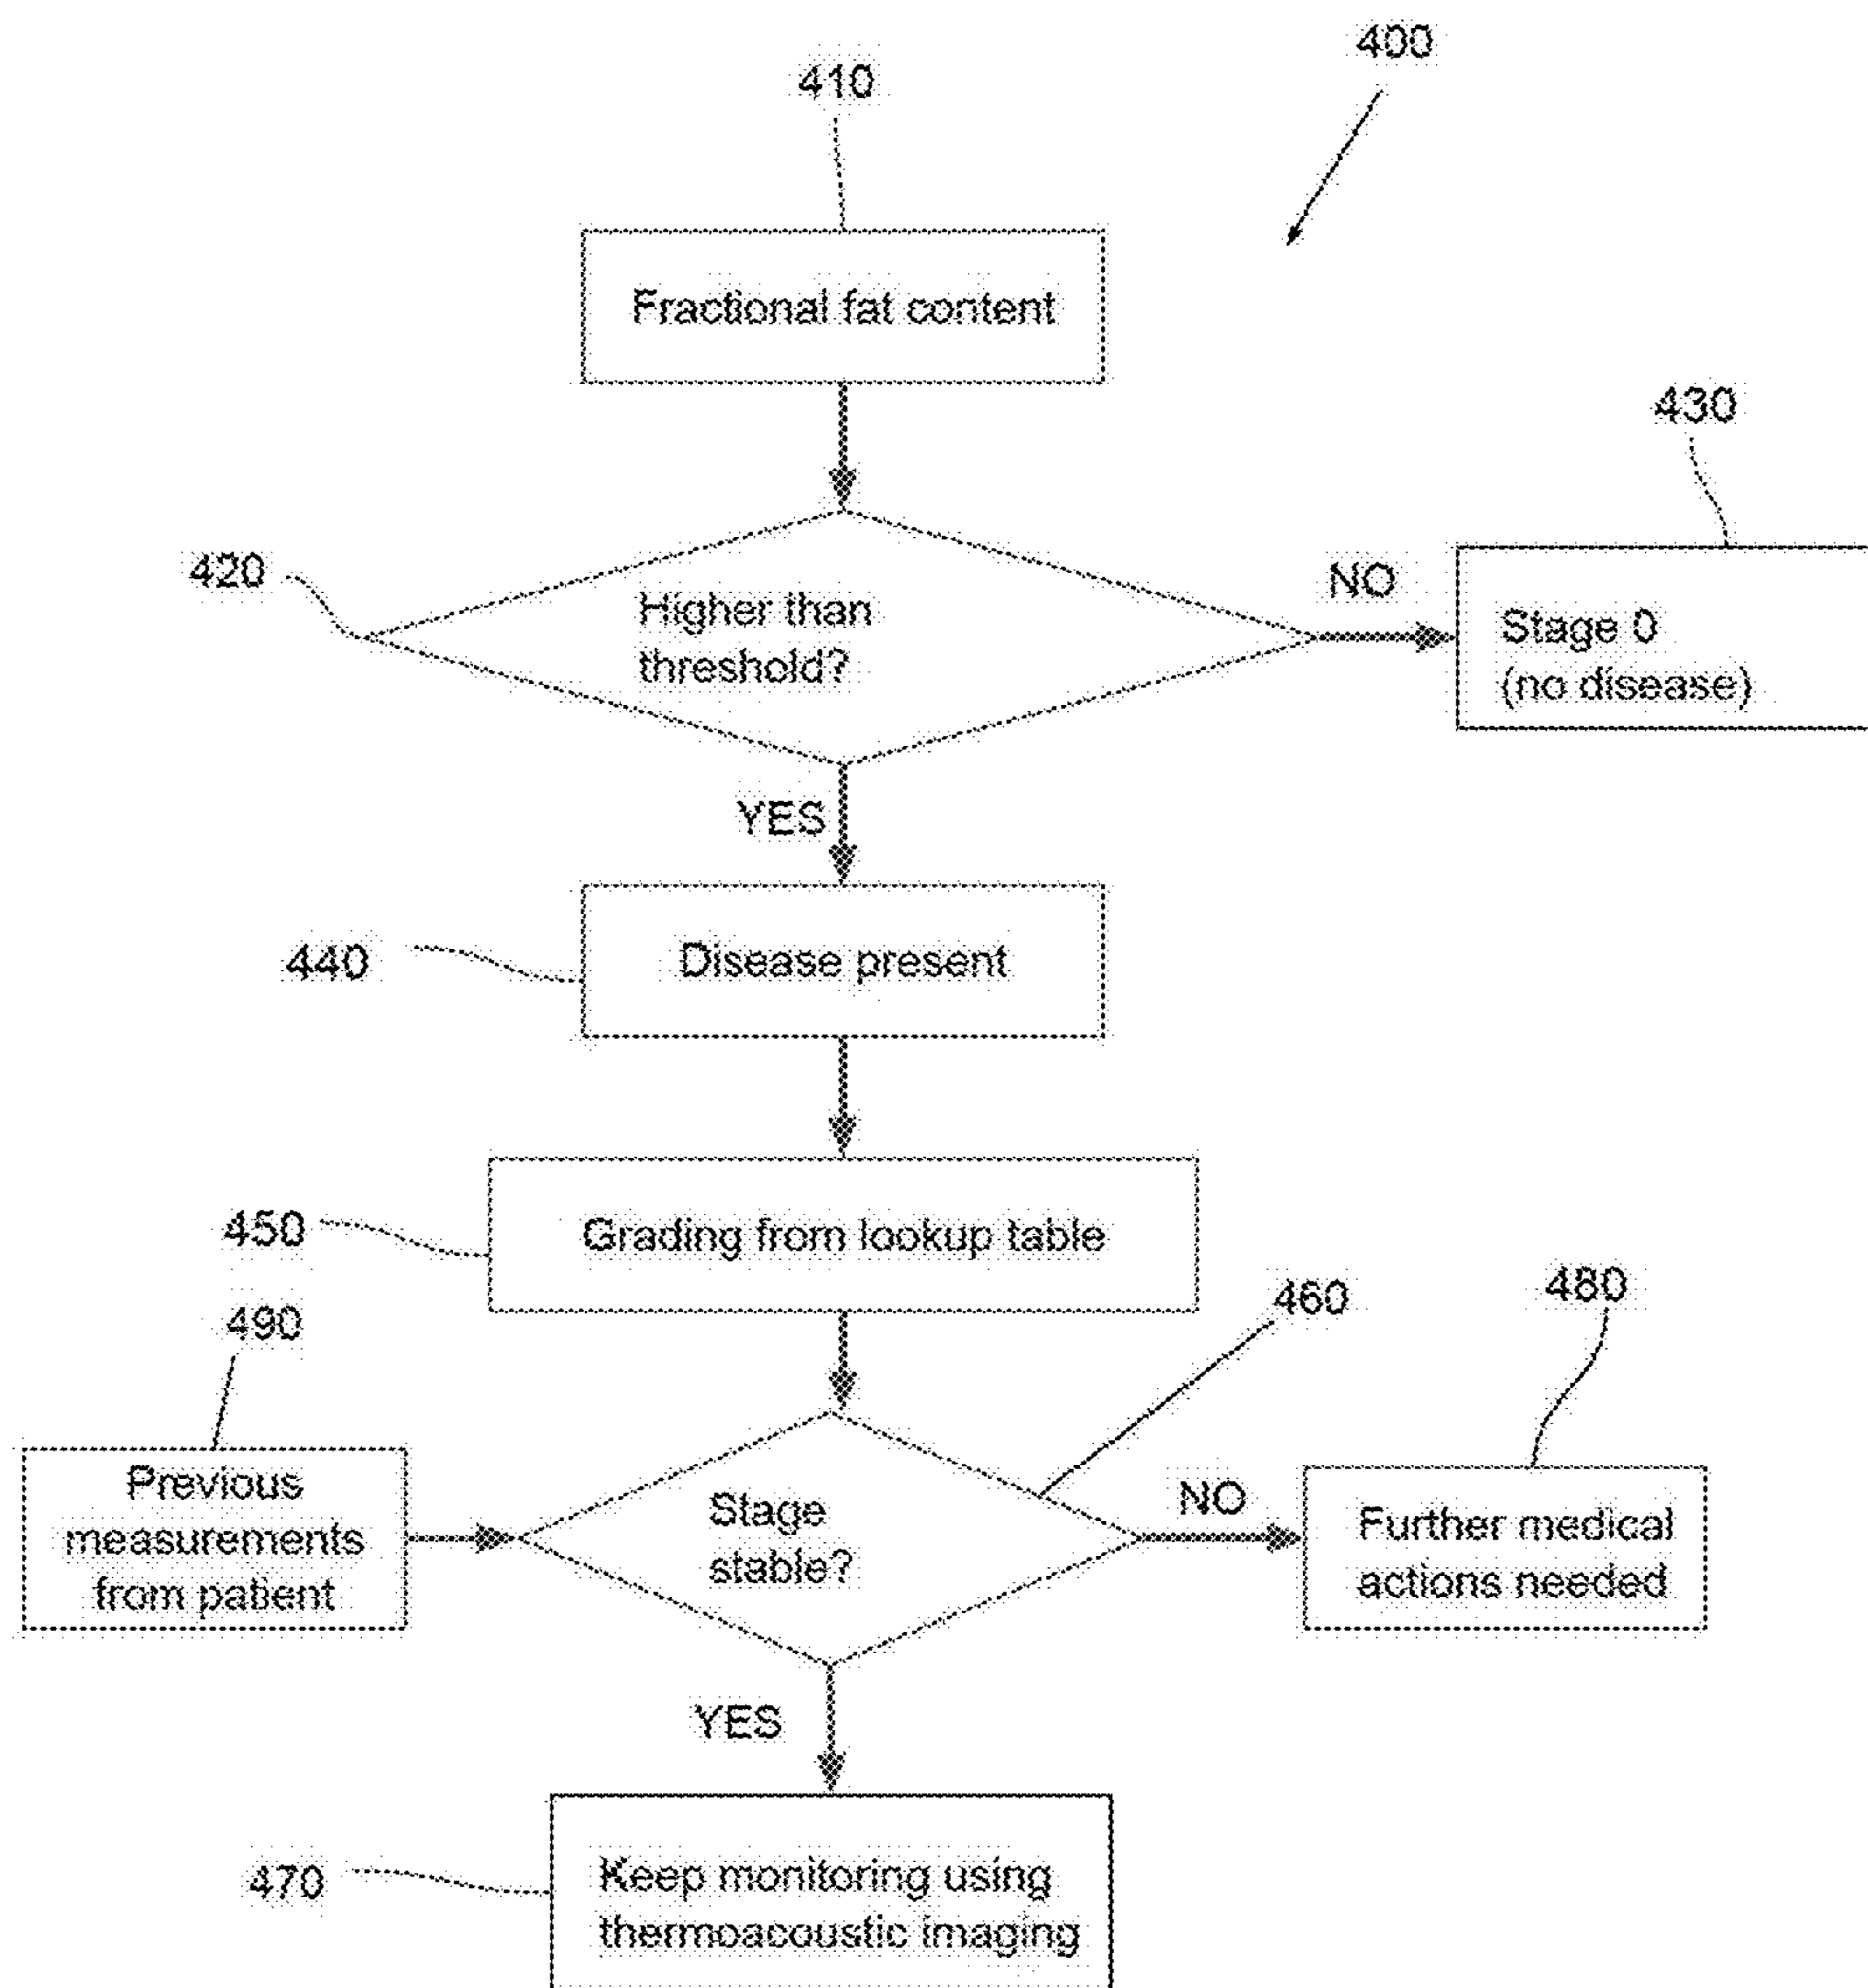 400
410
Fractional fat content
430
420
Higher than
threshold?
NO
Stage 0
(no disease)
YES
440
Disease present
450
Grading from lookup table
490
460
480
Previous
measurements
from patient
Stage
stable?
NO
Further medical
actions needed
YES
470
Keep monitoring using
thermoacoustic imaging